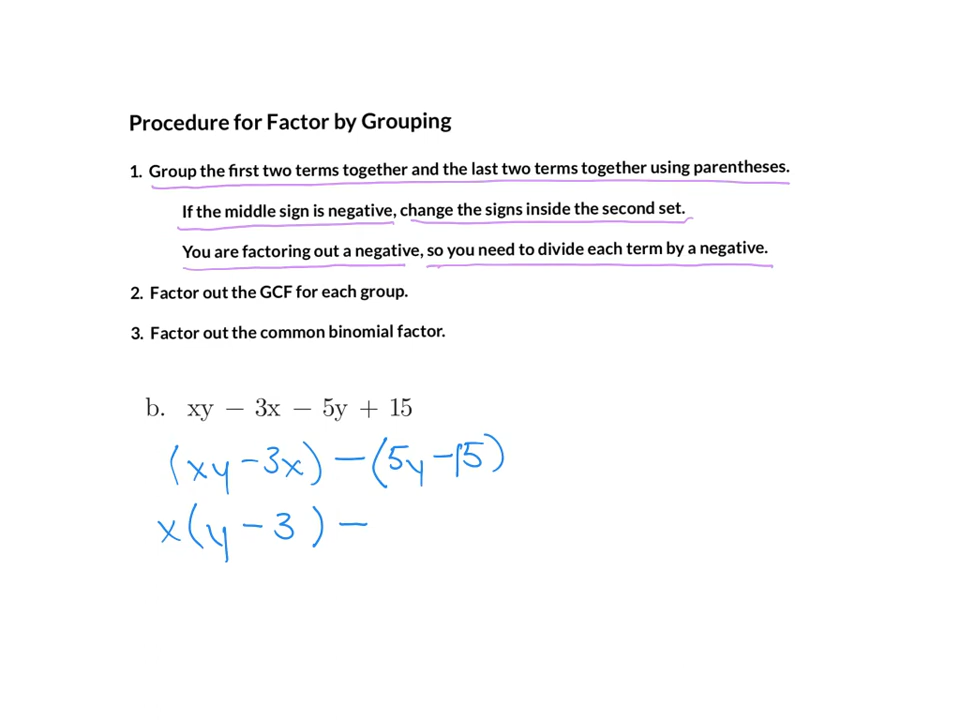 Procedure for Factor by Grouping
1. Group the first two terms together and the last two terms together using parentheses.
If the middle sign is negative, change the signs inside the second set.
You are factoring out a negative, so you need to divide each term by a negative.
2. Factor out the GCF for each group.
3. Factor out the common binomial factor.
b. xy − 3x − 5y + 15
(xy − 3x) − (5y − 15)
x(y − 3) −